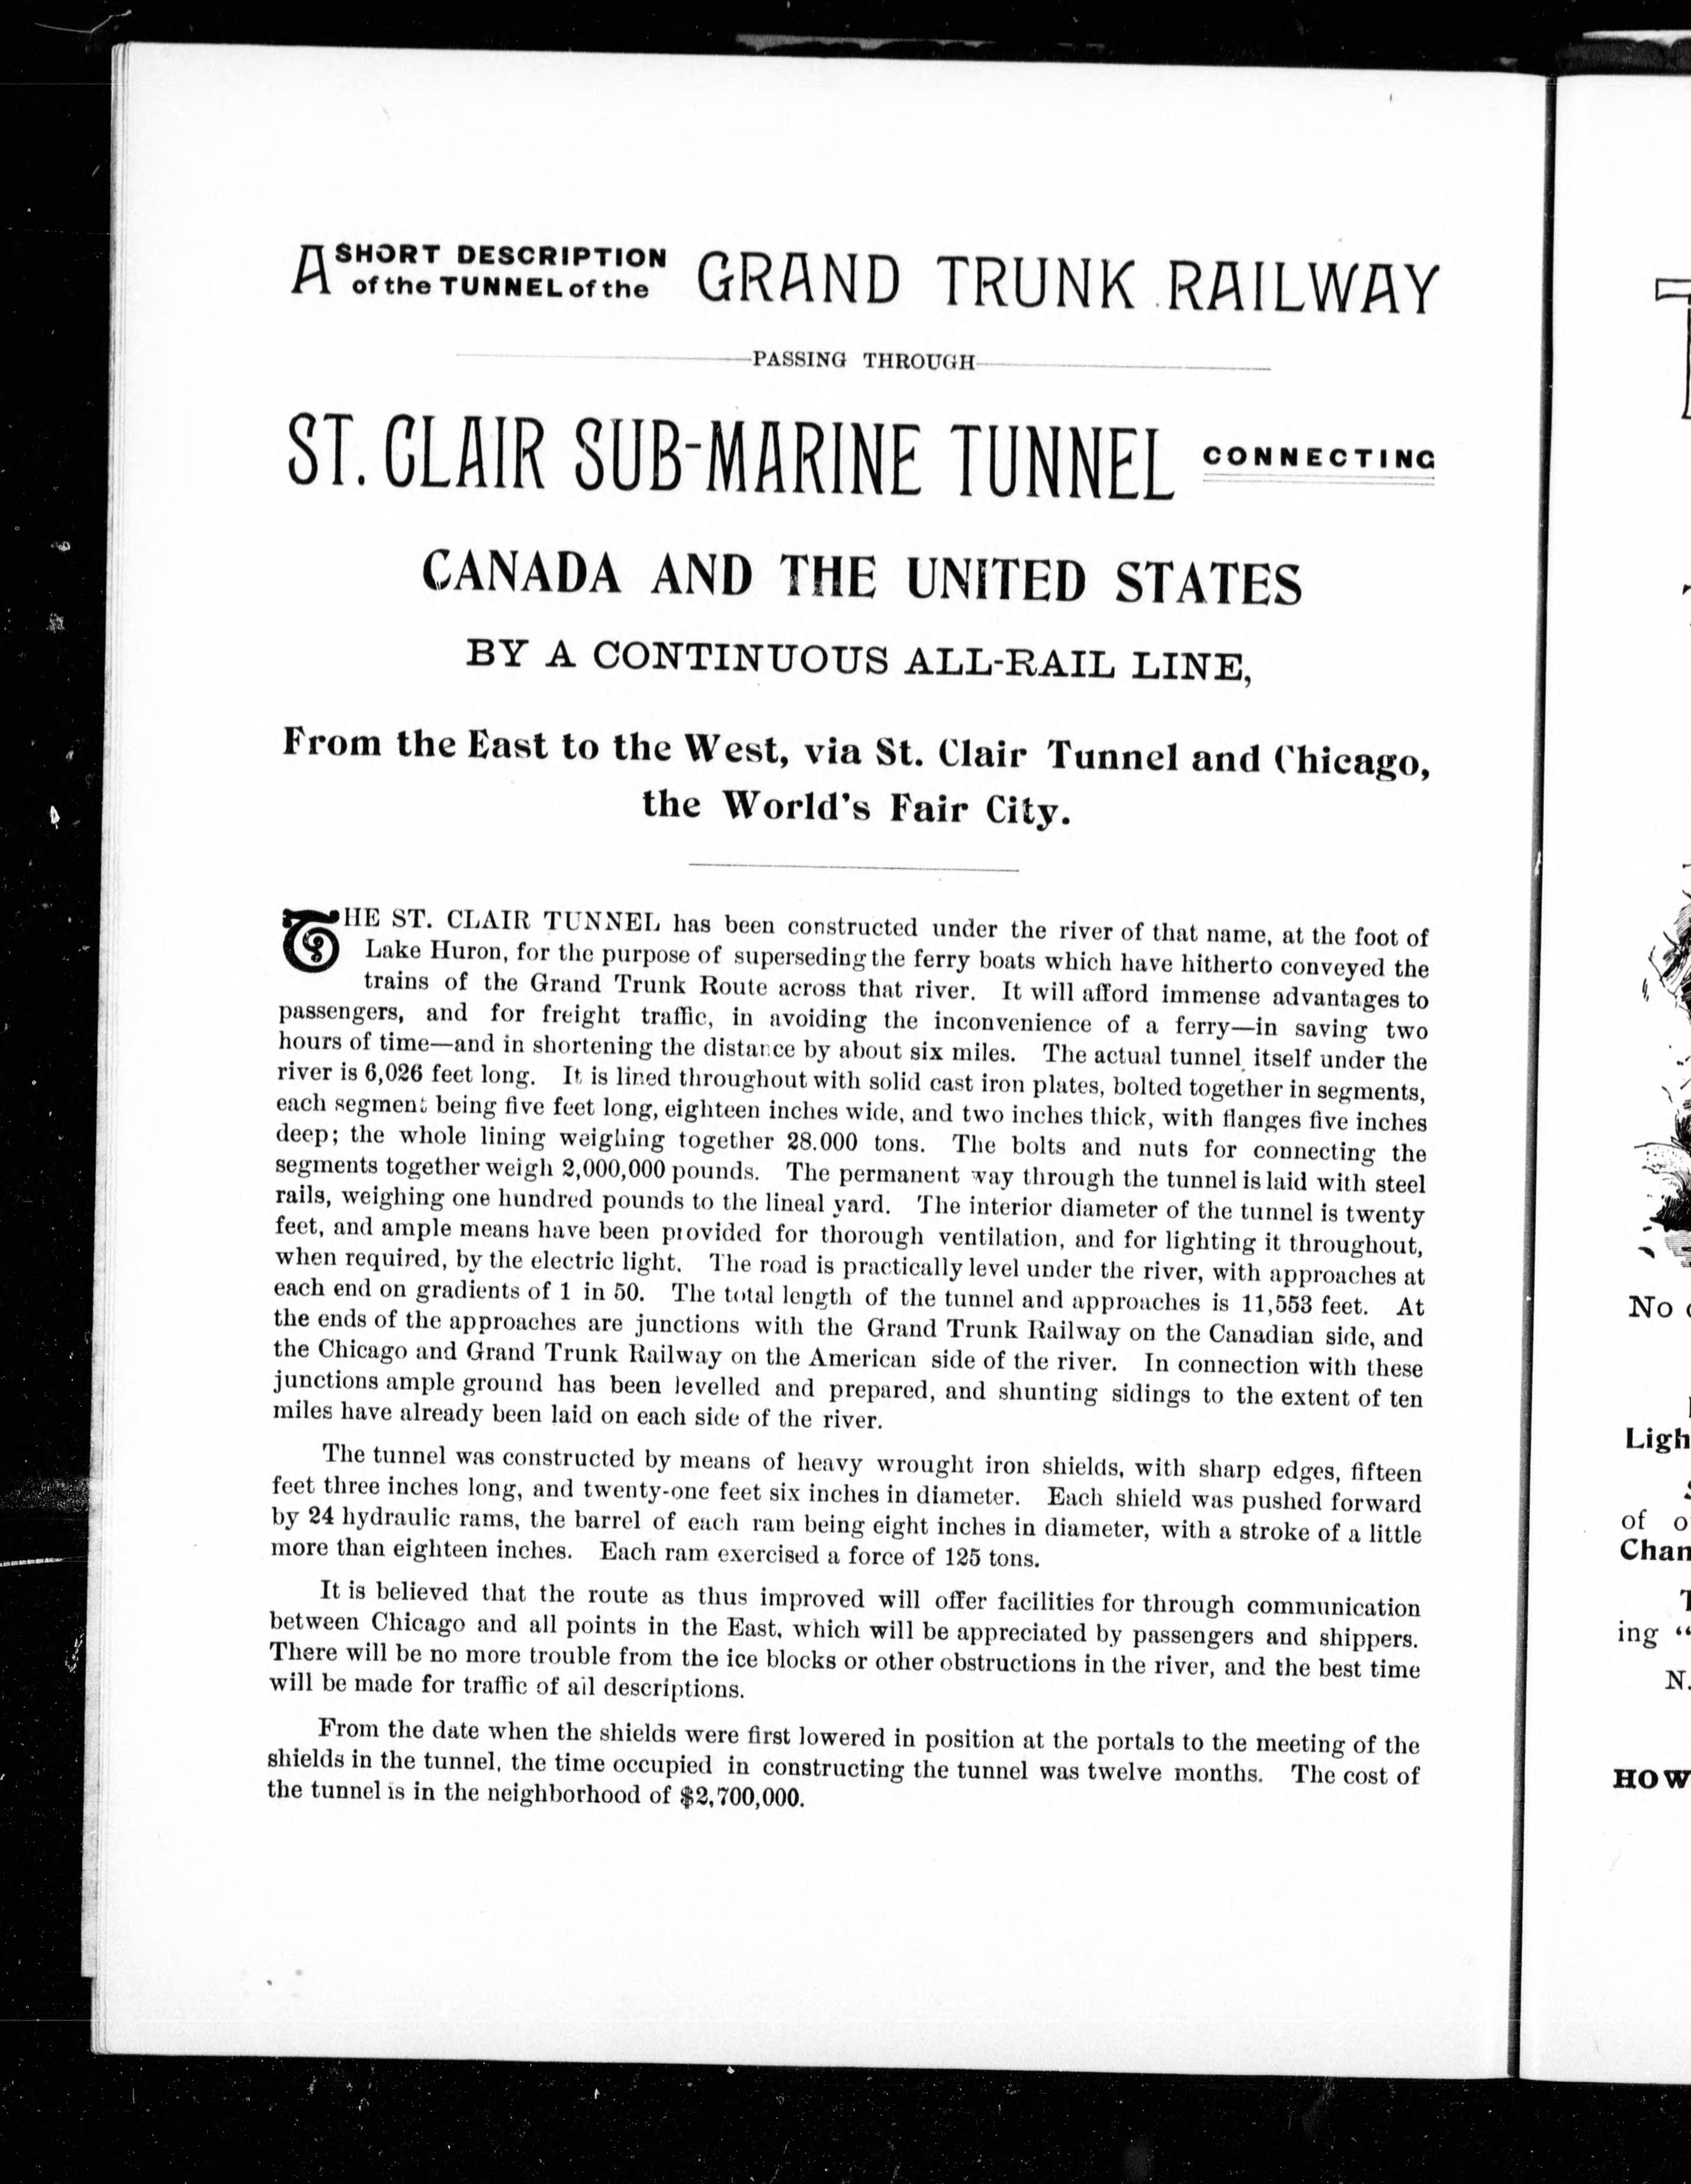 A SHORT DESCRIPTION
of the TUNNEL of the
GRAND TRUNK RAILWAY
PASSING THROUGH
ST. CLAIR SUB-MARINE TUNNEL CONNECTING
CANADA AND THE UNITED STATES
BY A CONTINUOUS ALL-RAIL LINE,
From the East to the West, via St. Clair Tunnel and Chicago,
the World's Fair City.
THE ST. CLAIR TUNNEL has been constructed under the river of that name, at the foot of
Lake Huron, for the purpose of superseding the ferry boats which have hitherto conveyed the
trains of the Grand Trunk Route across that river. It will afford immense advantages to
passengers, and for freight traffic, in avoiding the inconvenience of a ferry—in saving two
hours of time—and in shortening the distance by about six miles. The actual tunnel itself under the
river is 6,026 feet long. It is lined throughout with solid cast iron plates, bolted together in segments,
each segment being five feet long, eighteen inches wide, and two inches thick, with flanges five inches
deep; the whole lining weighing together 28.000 tons. The bolts and nuts for connecting the
segments together weigh 2,000,000 pounds. The permanent way through the tunnel is laid with steel
rails, weighing one hundred pounds to the lineal yard. The interior diameter of the tunnel is twenty
feet, and ample means have been provided for thorough ventilation, and for lighting it throughout,
when required, by the electric light. The road is practically level under the river, with approaches at
each end on gradients of 1 in 50. The total length of the tunnel and approaches is 11,553 feet. At
the ends of the approaches are junctions with the Grand Trunk Railway on the Canadian side, and
the Chicago and Grand Trunk Railway on the American side of the river. In connection with these
junctions ample ground has been levelled and prepared, and shunting sidings to the extent of ten
miles have already been laid on each side of the river.
The tunnel was constructed by means of heavy wrought iron shields, with sharp edges, fifteen
feet three inches long, and twenty-one feet six inches in diameter. Each shield was pushed forward
by 24 hydraulic rams, the barrel of each ram being eight inches in diameter, with a stroke of a little
more than eighteen inches. Each ram exercised a force of 125 tons.
It is believed that the route as thus improved will offer facilities for through communication
between Chicago and all points in the East, which will be appreciated by passengers and shippers.
There will be no more trouble from the ice blocks or other obstructions in the river, and the best time
will be made for traffic of all descriptions.
From the date when the shields were first lowered in position at the portals to the meeting of the
shields in the tunnel, the time occupied in constructing the tunnel was twelve months. The cost of
the tunnel is in the neighborhood of $2,700,000.
No
of
ing "
N.
HOW